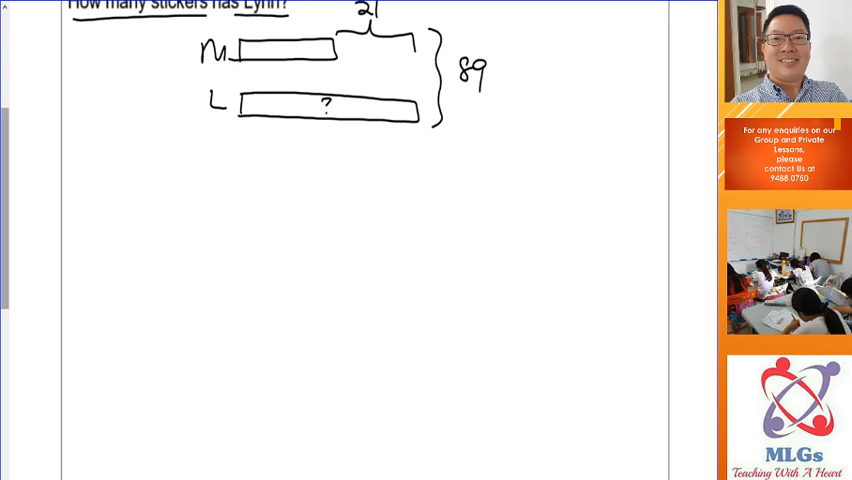 How many stickers has Lynn?
21
M
89
L
?
For any enquiries on our
Group and Private
Lessons,
please
contact Us at
9488 0750
MLGs
Teaching With A Heart